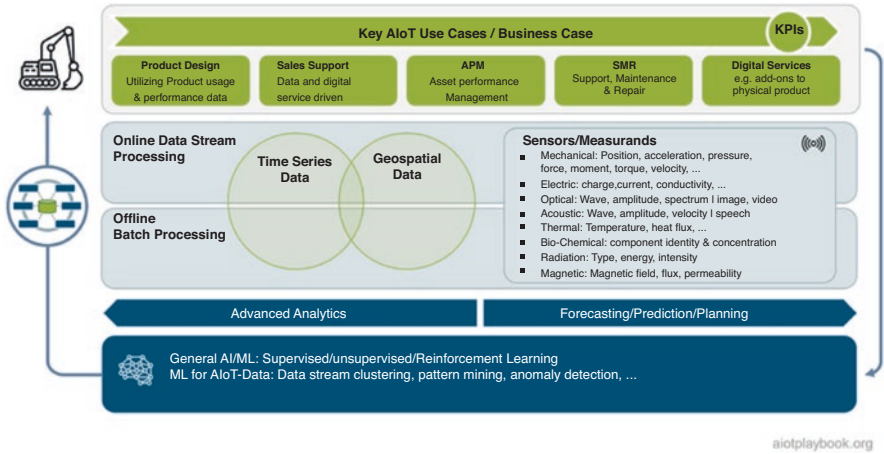 Key AIoT Use Cases / Business Case
KPIs
Product Design
Utilizing Product usage
& performance data
Sales Support
Data and digital
service driven
APM
Asset performance
Management
SMR
Support, Maintenance
& Repair
Digital Services
e.g. add-ons to
physical product
Online Data Stream
Processing
Time Series
Data
Geospatial
Data
Offline
Batch Processing
Sensors/Measurands
▪ Mechanical: Position, acceleration, pressure,
force, moment, torque, velocity, ...
▪ Electric: charge,current, conductivity, ...
▪ Optical: Wave, amplitude, spectrum I image, video
▪ Acoustic: Wave, amplitude, velocity I speech
▪ Thermal: Temperature, heat flux, ...
▪ Bio-Chemical: component identity & concentration
▪ Radiation: Type, energy, intensity
▪ Magnetic: Magnetic field, flux, permeability
Advanced Analytics
Forecasting/Prediction/Planning
General AI/ML: Supervised/unsupervised/Reinforcement Learning
ML for AIoT-Data: Data stream clustering, pattern mining, anomaly detection, ...
aiotplaybook.org